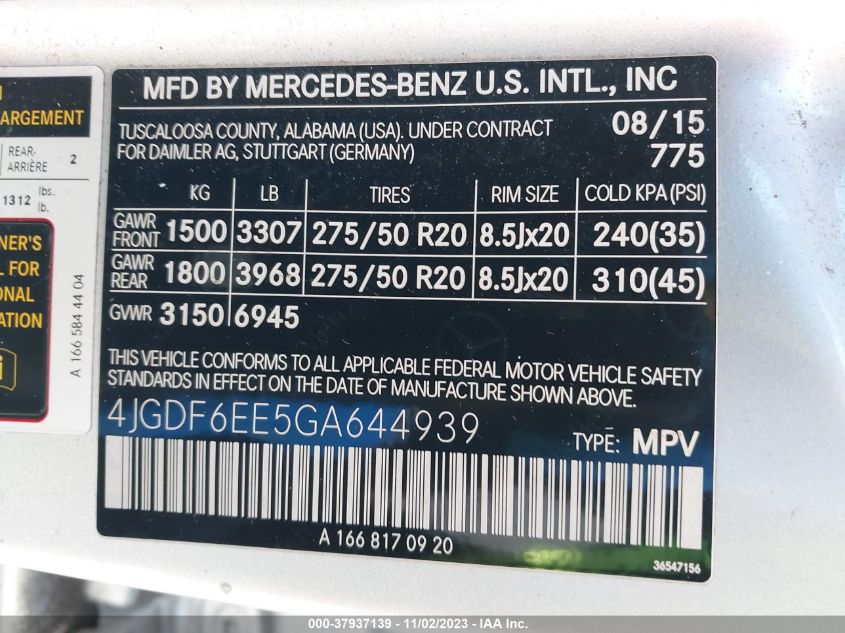 MFD BY MERCEDES-BENZ U.S. INTL., INC
TUSCALOOSA COUNTY, ALABAMA (USA). UNDER CONTRACT
FOR DAIMLER AG, STUTTGART (GERMANY)
08/15
775
KG LB TIRES RIM SIZE COLD KPA(PSI)
GAWR FRONT 1500 3307 275/50 R20 8.5Jx20 240(35)
GAWR REAR 1800 3968 275/50 R20 8.5Jx20 310(45)
GVWR 3150 6945
THIS VEHICLE CONFORMS TO ALL APPLICABLE FEDERAL MOTOR VEHICLE SAFETY
STANDARDS IN EFFECT ON THE DATE OF MANUFACTURE SHOWN ABOVE.
4JGDF6EE5GA644939
TYPE: MPV
A 166 817 09 20
36547156
REAR-
ARRIÈRE 2
1312 lbs.
lb.
A 166 584 44 04
000-37937139 - 11/02/2023 - IAA Inc.